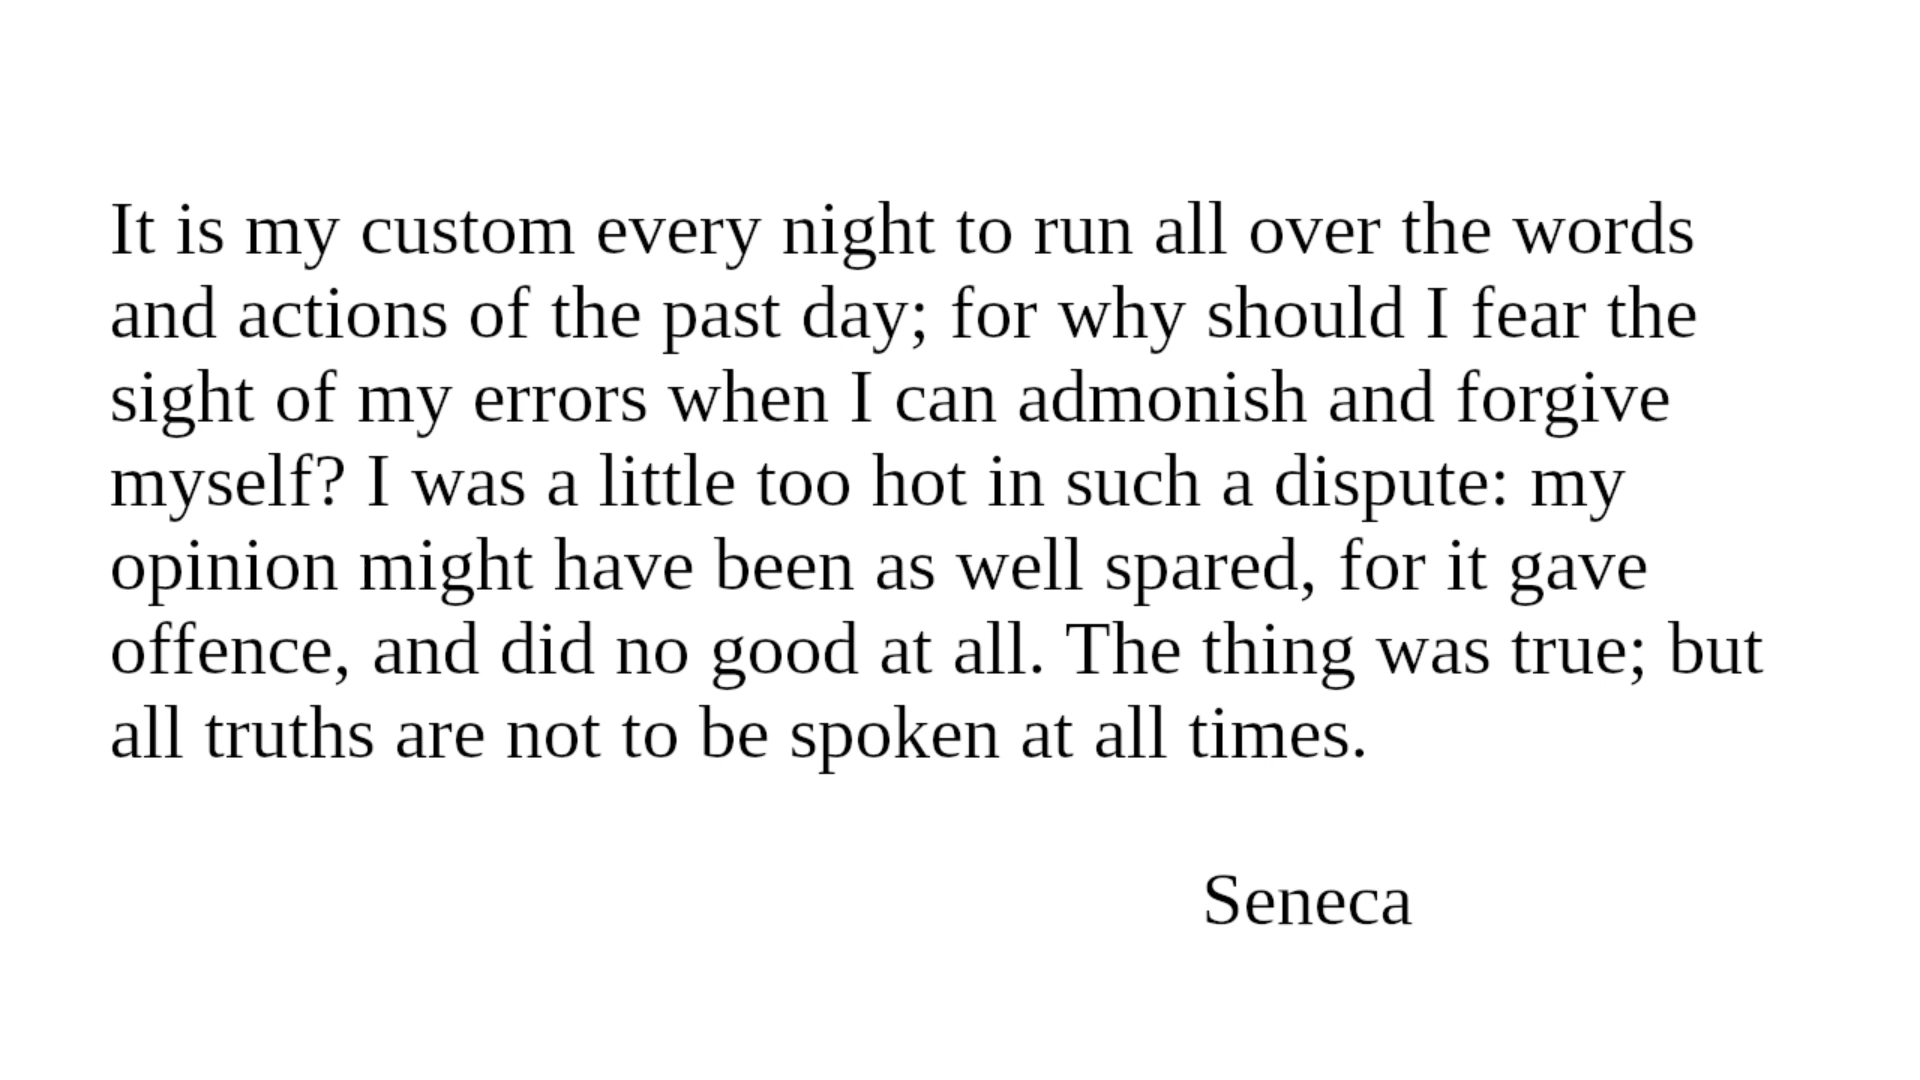 It is my custom every night to run all over the words
and actions of the past day; for why should I fear the
sight of my errors when I can admonish and forgive
myself? I was a little too hot in such a dispute: my
opinion might have been as well spared, for it gave
offence, and did no good at all. The thing was true; but
all truths are not to be spoken at all times.
Seneca